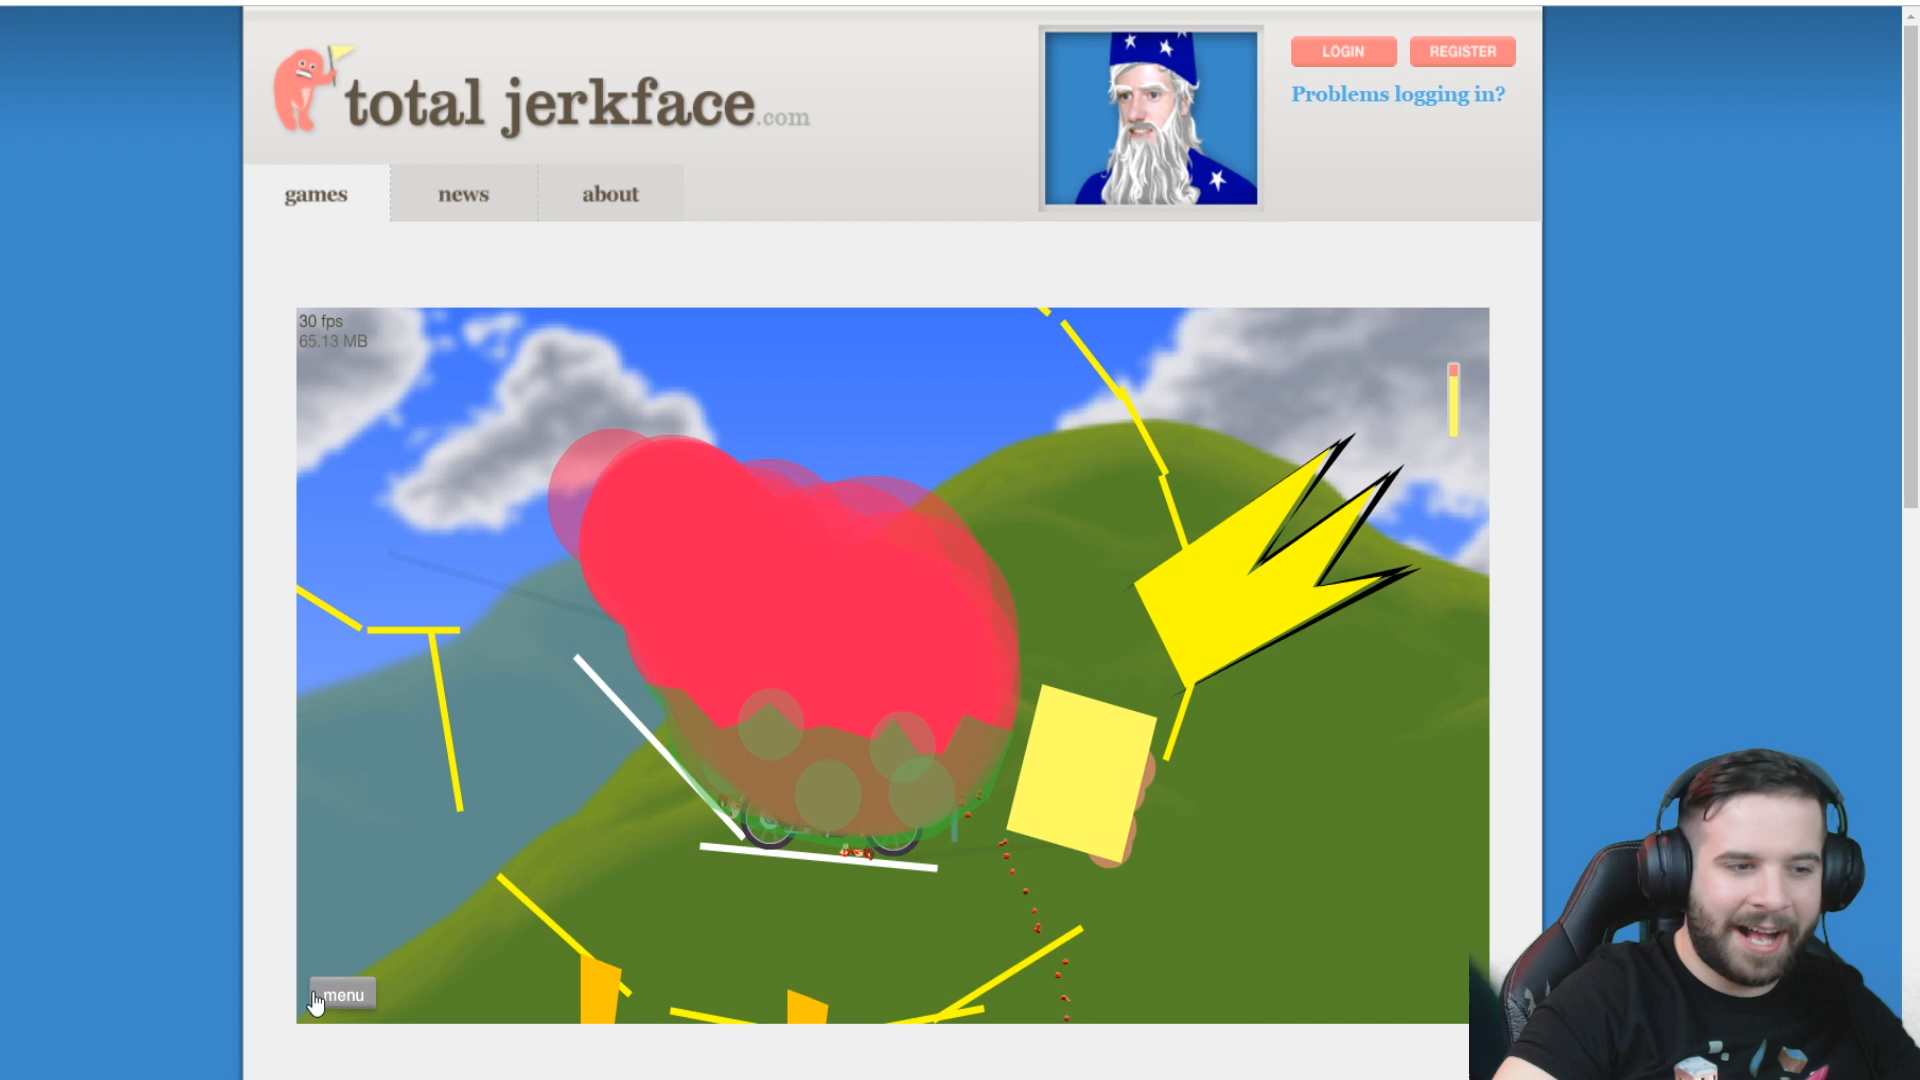 total jerkface.com
LOGIN
REGISTER
Problems logging in?
games
news
about
30 fps
65.13 MB
menu